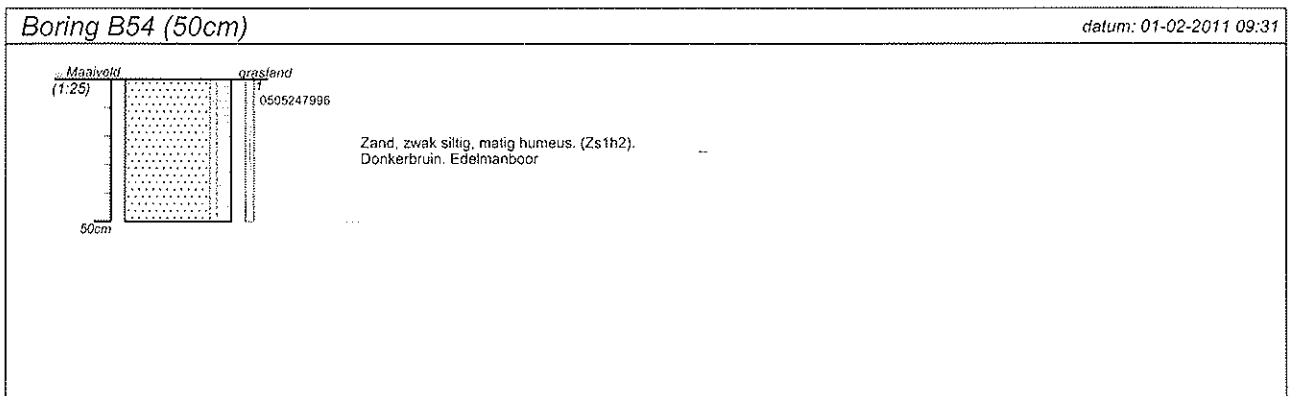 Boring B54 (50cm)
datum: 01-02-2011 09:31
Maaiveld
grasland
(1:25)
1
0505247996
Zand, zwak siltig, matig humeus. (Zs1h2).
Donkerbruin. Edelmanboor
50cm